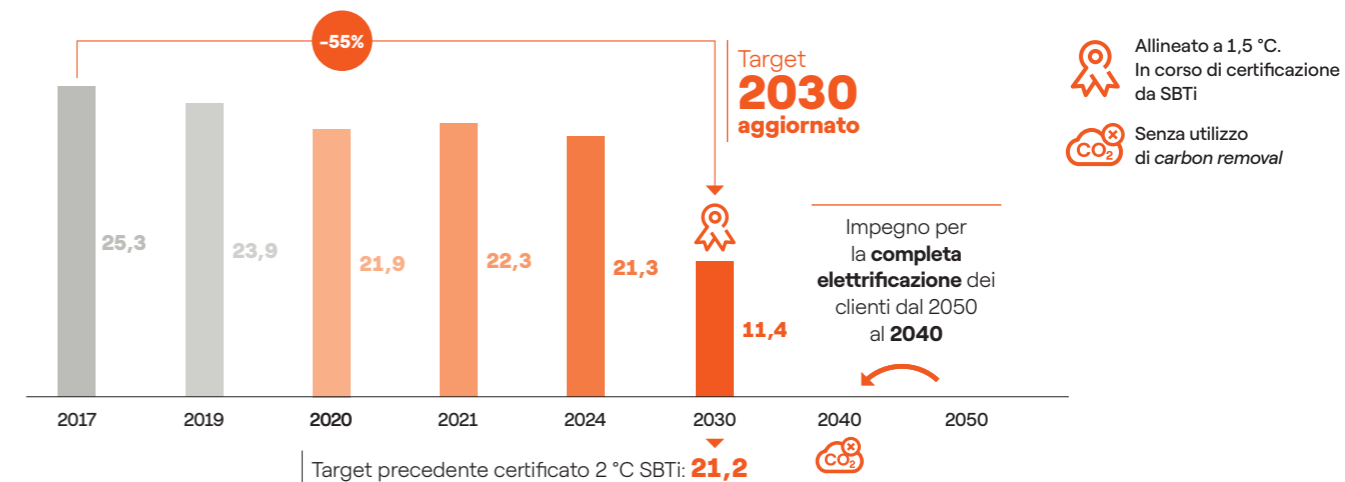 -55%
Target
2030
aggiornato
Allineato a 1,5 °C.
In corso di certificazione
da SBTi
CO₂
Senza utilizzo
di carbon removal
25,3
23,9
21,9
22,3
21,3
11,4
Impegno per
la completa
elettrificazione dei
clienti dal 2050
al 2040
2017
2019
2020
2021
2024
2030
2040
2050
Target precedente certificato 2 °C SBTi: 21,2
CO₂